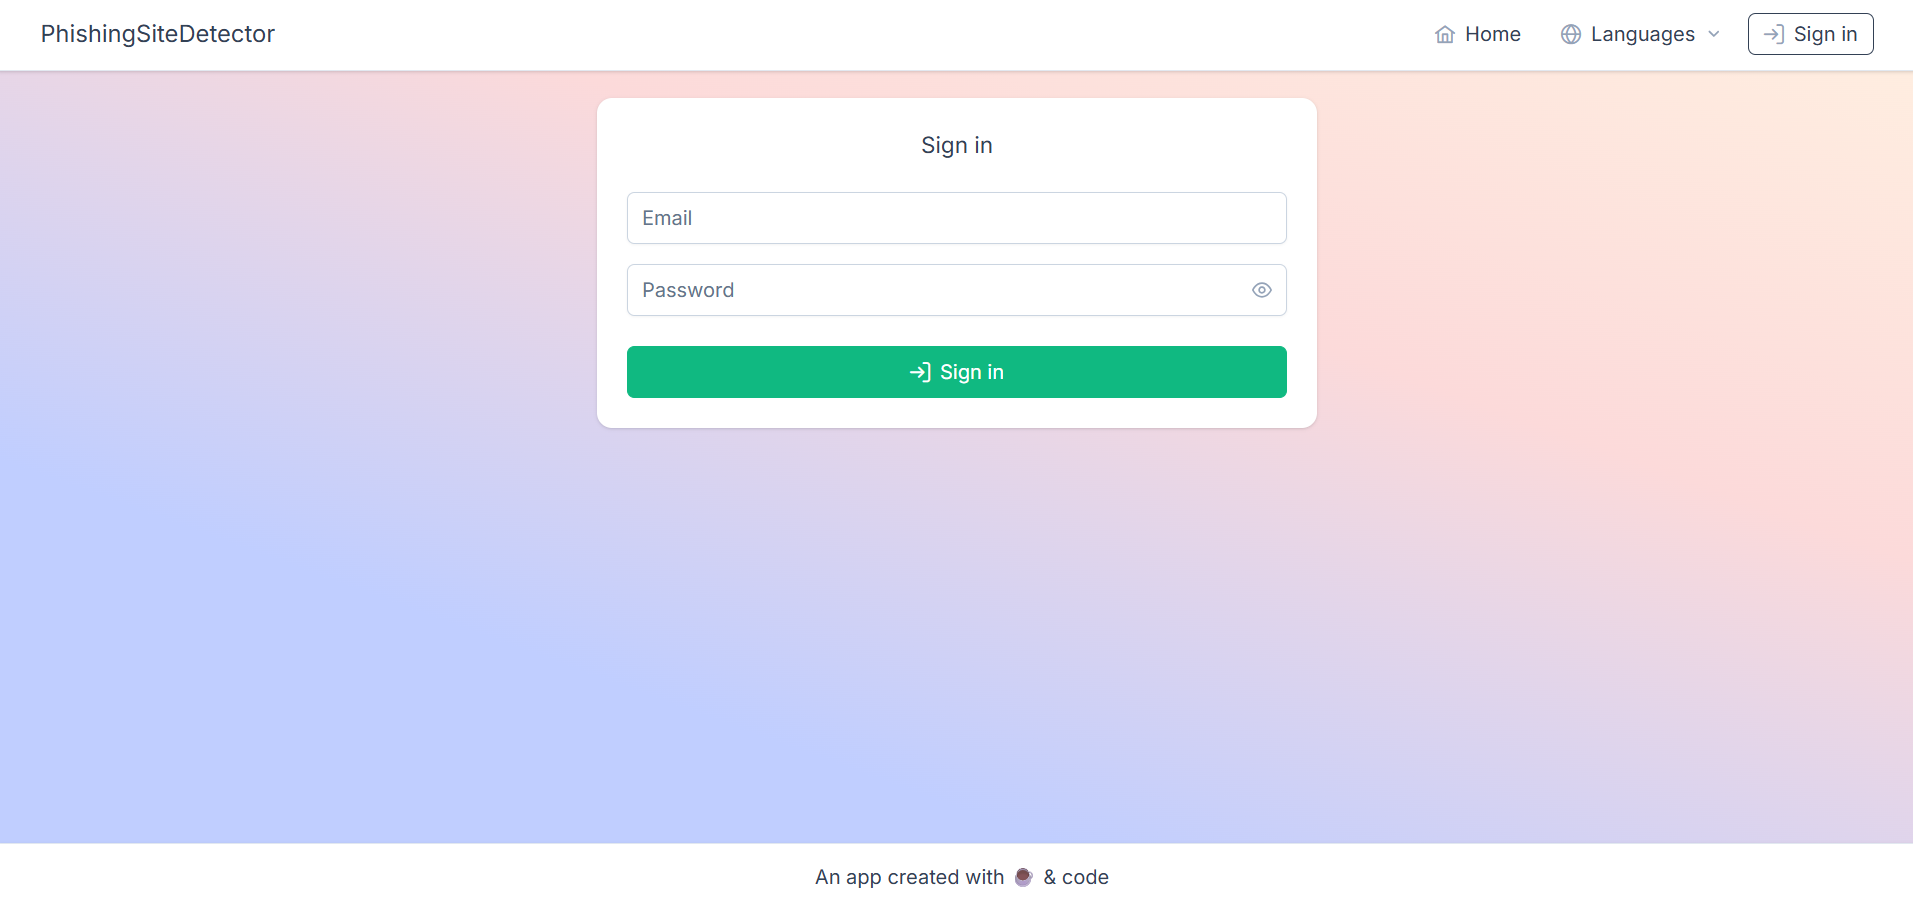 PhishingSiteDetector
Home
Languages
Sign in
Sign in
Email
Password
Sign in
An app created with & code